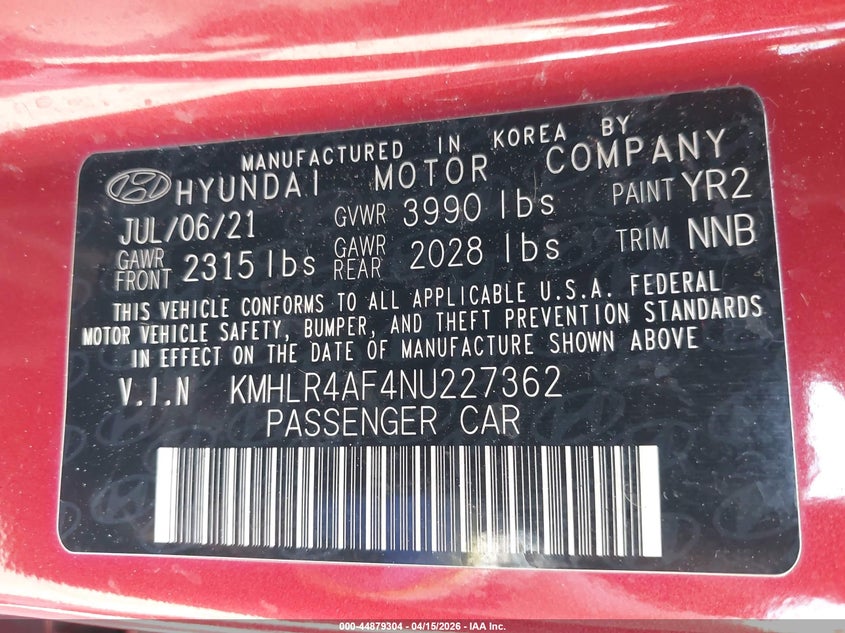 MANUFACTURED IN KOREA BY
HYUNDAI MOTOR COMPANY
JUL/06/21 GVWR 3990 lbs PAINT YR2
GAWR FRONT 2315 lbs GAWR REAR 2028 lbs TRIM NNB
THIS VEHICLE CONFORMS TO ALL APPLICABLE U.S.A. FEDERAL
MOTOR VEHICLE SAFETY, BUMPER, AND THEFT PREVENTION STANDARDS
IN EFFECT ON THE DATE OF MANUFACTURE SHOWN ABOVE
V.I.N KMHLR4AF4NU227362
PASSENGER CAR
000-44879304 - 04/15/2026 - IAA Inc.